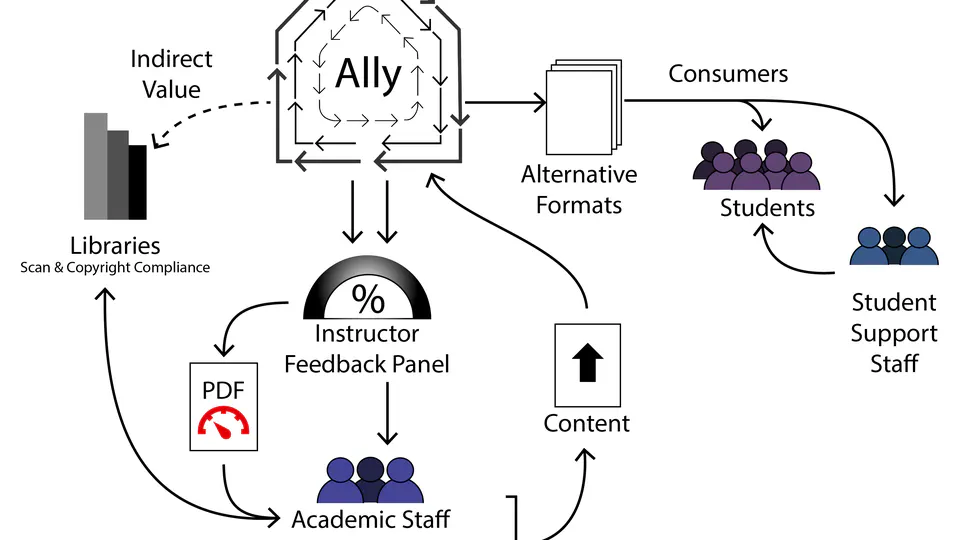 Indirect
Value
Ally
Consumers
Alternative
Formats
Students
Libraries
Scan & Copyright Compliance
%
Instructor
Feedback Panel
Student
Support
Staff
PDF
Content
Academic Staff